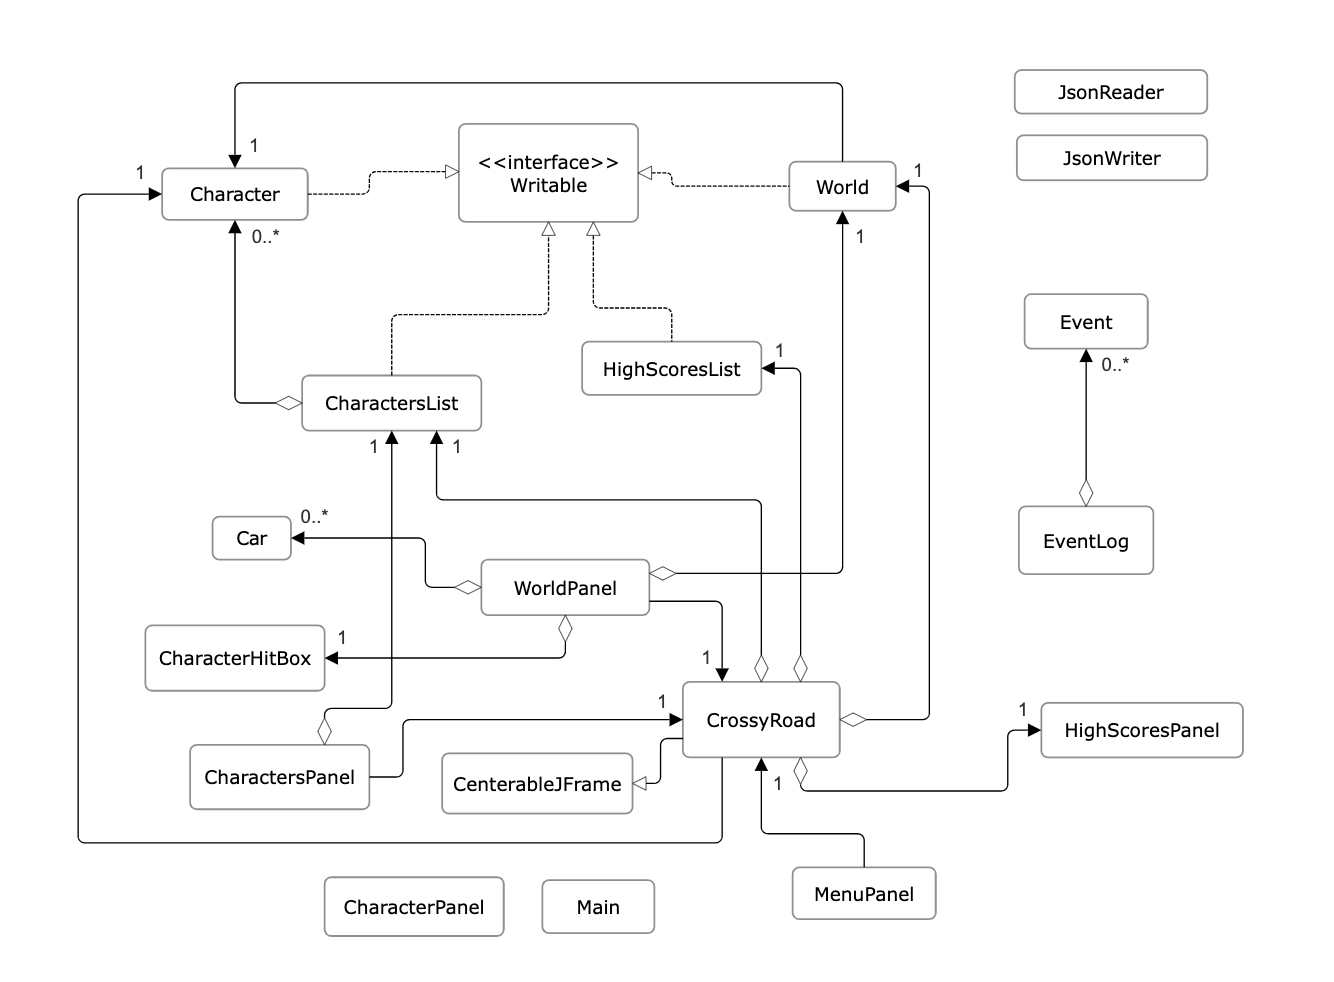 JsonReader
JsonWriter
1
1
1
<<interface>>
Writable
Character
World
0..*
1
Event
0..*
1
HighScoresList
CharactersList
1
1
0..*
Car
EventLog
WorldPanel
1
CharacterHitBox
1
1
1
CrossyRoad
HighScoresPanel
CharactersPanel
CenterableJFrame
1
MenuPanel
CharacterPanel
Main